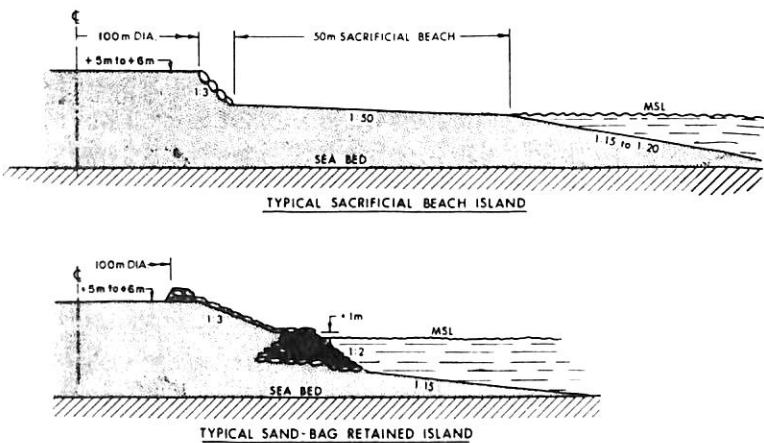 ℄
100m DIA.
50m SACRIFICIAL BEACH
+5m to +6m
1:3
MSL
1:50
1:15 to 1:20
SEA BED
TYPICAL SACRIFICIAL BEACH ISLAND
℄
100m DIA
+5m to +6m
+1m
1:3
MSL
1:2
1:15
SEA BED
TYPICAL SAND-BAG RETAINED ISLAND